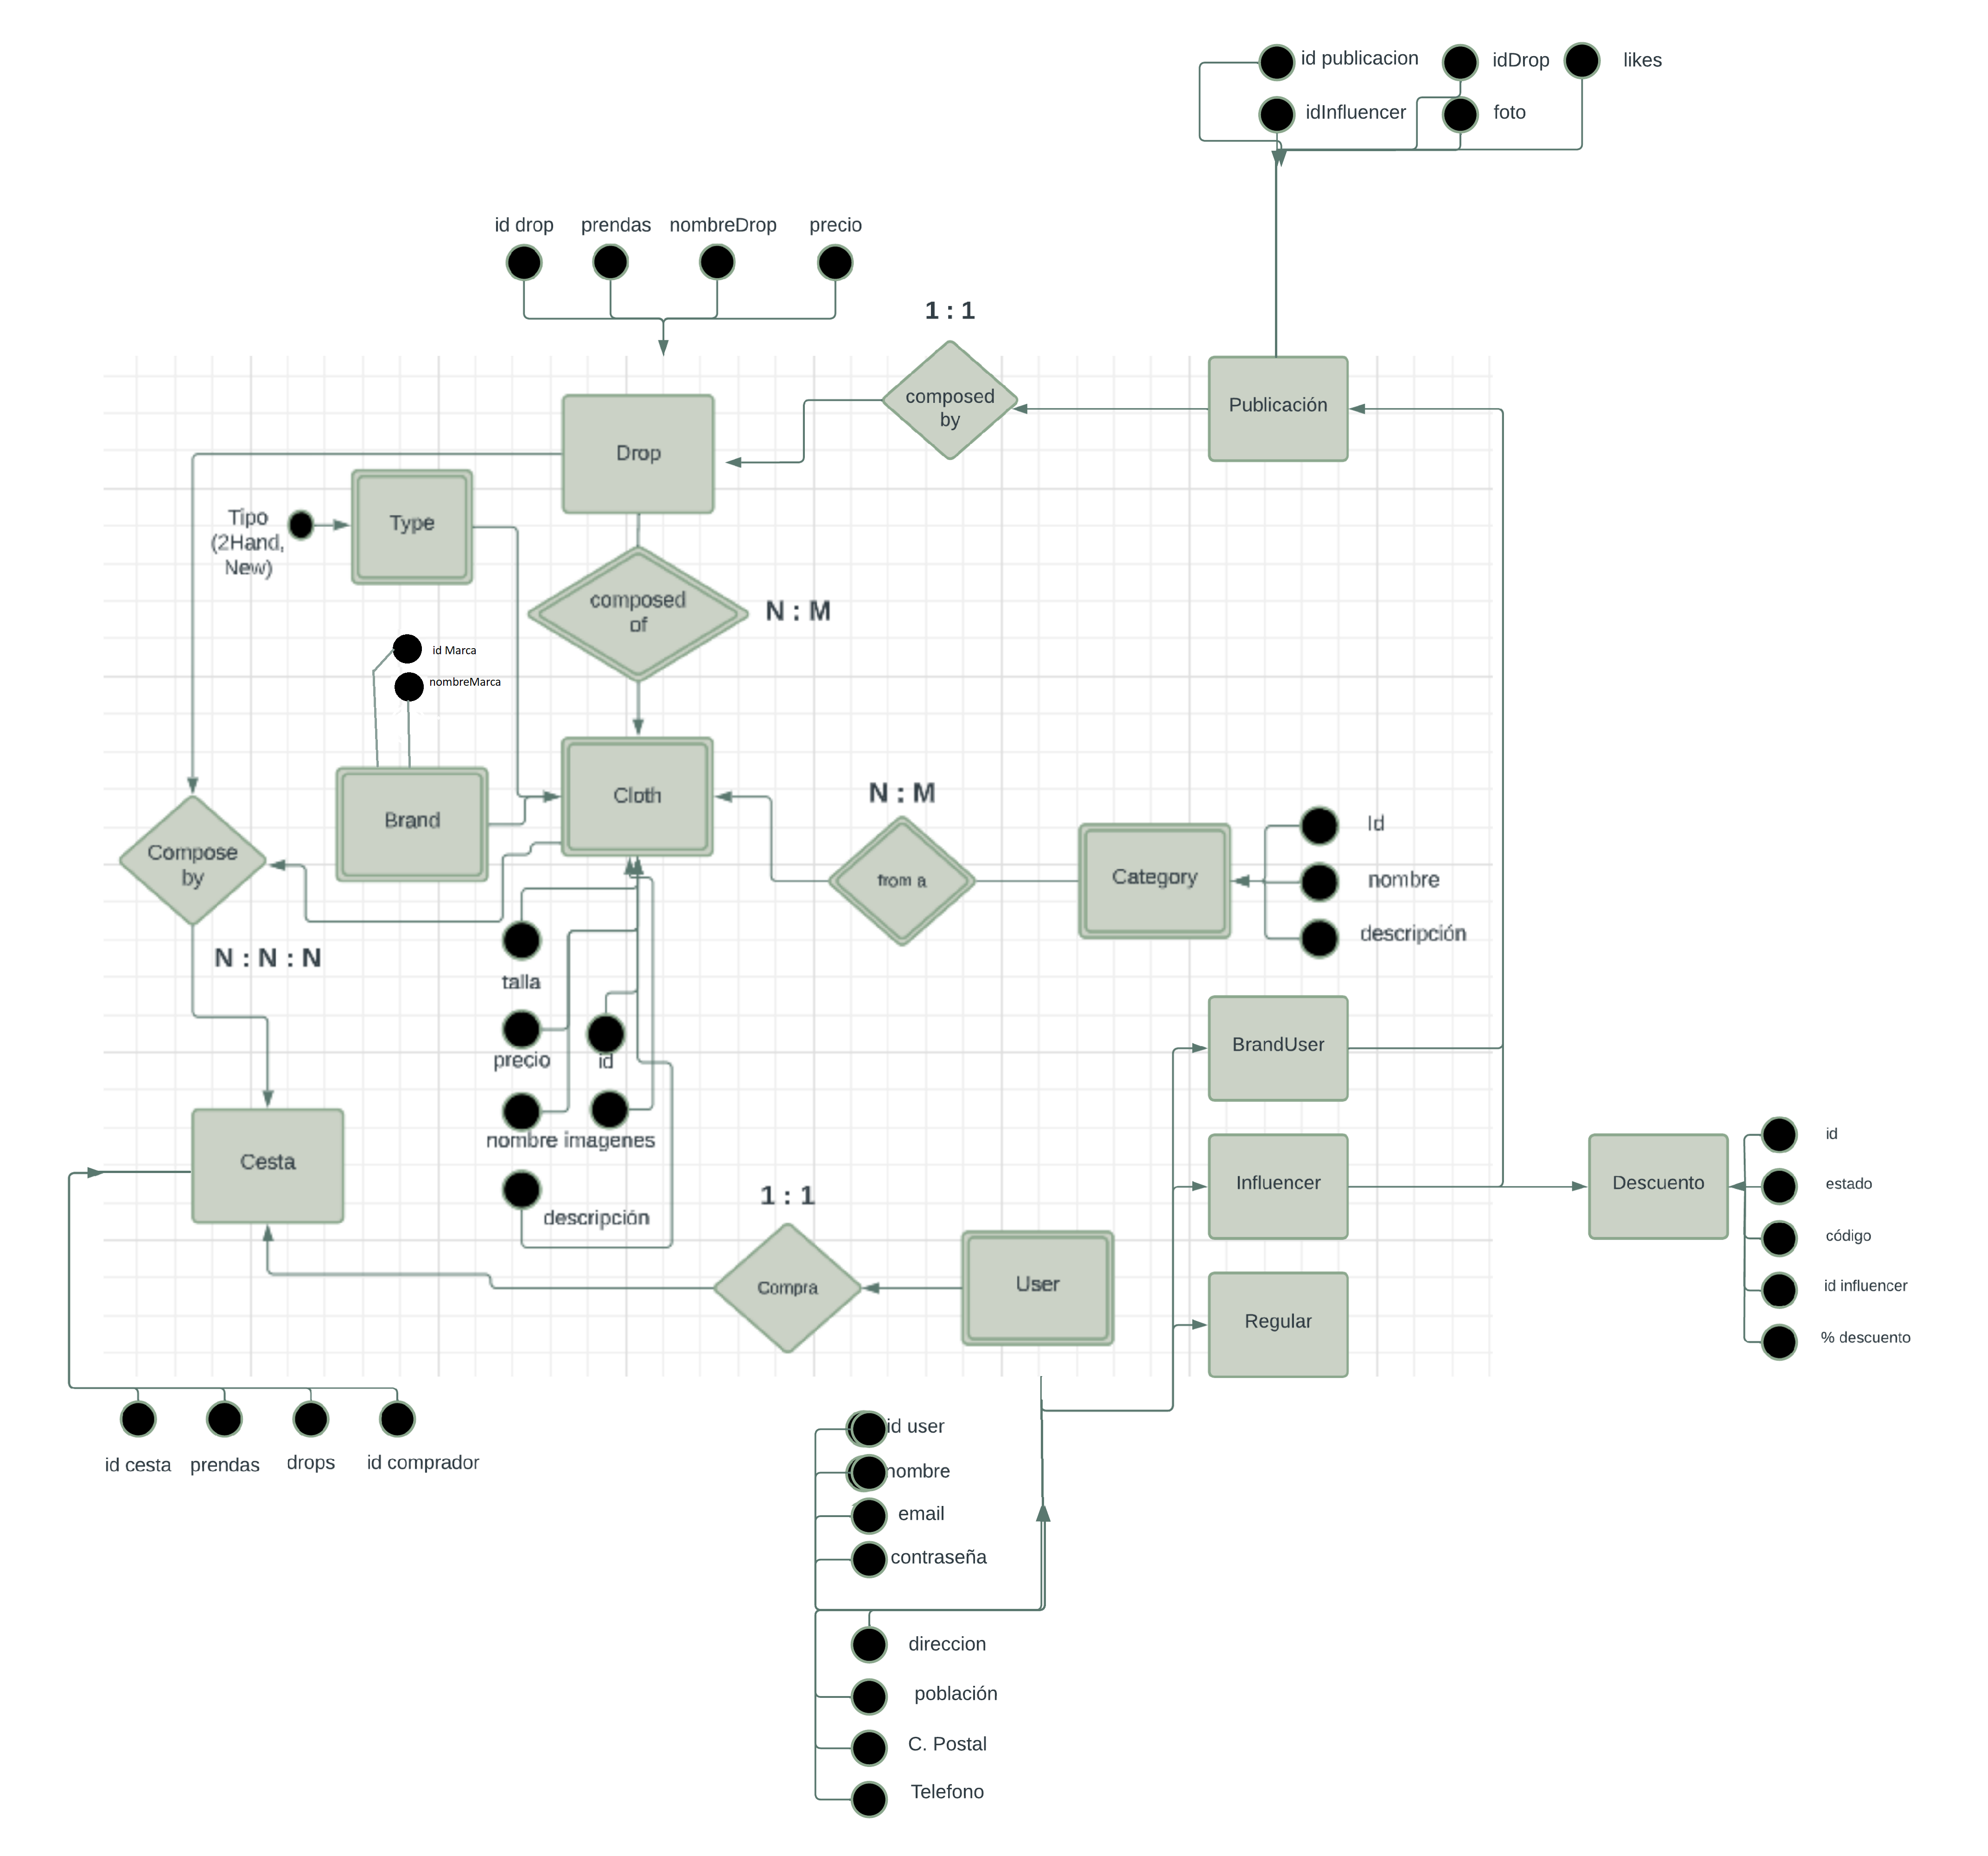 id publicacion
idDrop
likes
idInfluencer
foto
id drop
prendas
nombreDrop
precio
1 : 1
composed
by
Publicación
Drop
Type
Tipo
(2Hand,
New)
composed
of
N : M
id Marca
nombreMarca
Cloth
N : M
Brand
Compose
by
from a
Category
Id
nombre
descripción
N : N : N
talla
precio
id
nombre
imagenes
descripción
BrandUser
Cesta
1 : 1
Influencer
Descuento
id
estado
código
id influencer
% descuento
Compra
User
Regular
id cesta
prendas
drops
id comprador
id user
nombre
email
contraseña
direccion
población
C. Postal
Telefono